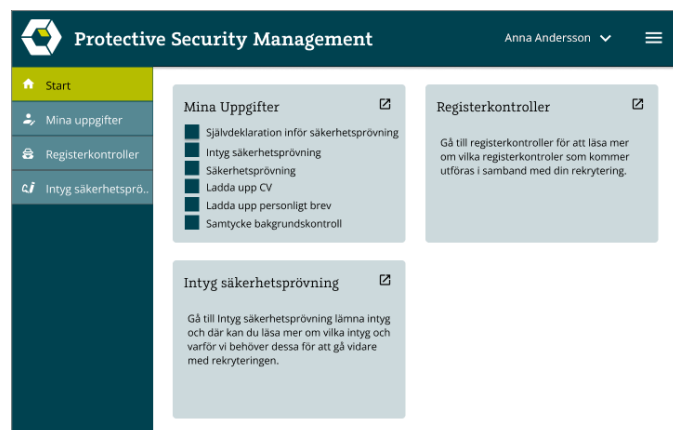 Protective Security Management
Anna Andersson
Start
Mina uppgifter
Registerkontroller
Intyg säkerhetsprö..
Mina Uppgifter
Självdeklaration inför säkerhetsprövning
Intyg säkerhetsprövning
Säkerhetsprövning
Ladda upp CV
Ladda upp personligt brev
Samtycke bakgrundskontroll
Registerkontroller
Gå till registerkontroller för att läsa mer
om vilka registerkontroler som kommer
utföras i samband med din rekrytering.
Intyg säkerhetsprövning
Gå till Intyg säkerhetsprövning lämna intyg
och där kan du läsa mer om vilka intyg och
varför vi behöver dessa för att gå vidare
med rekryteringen.